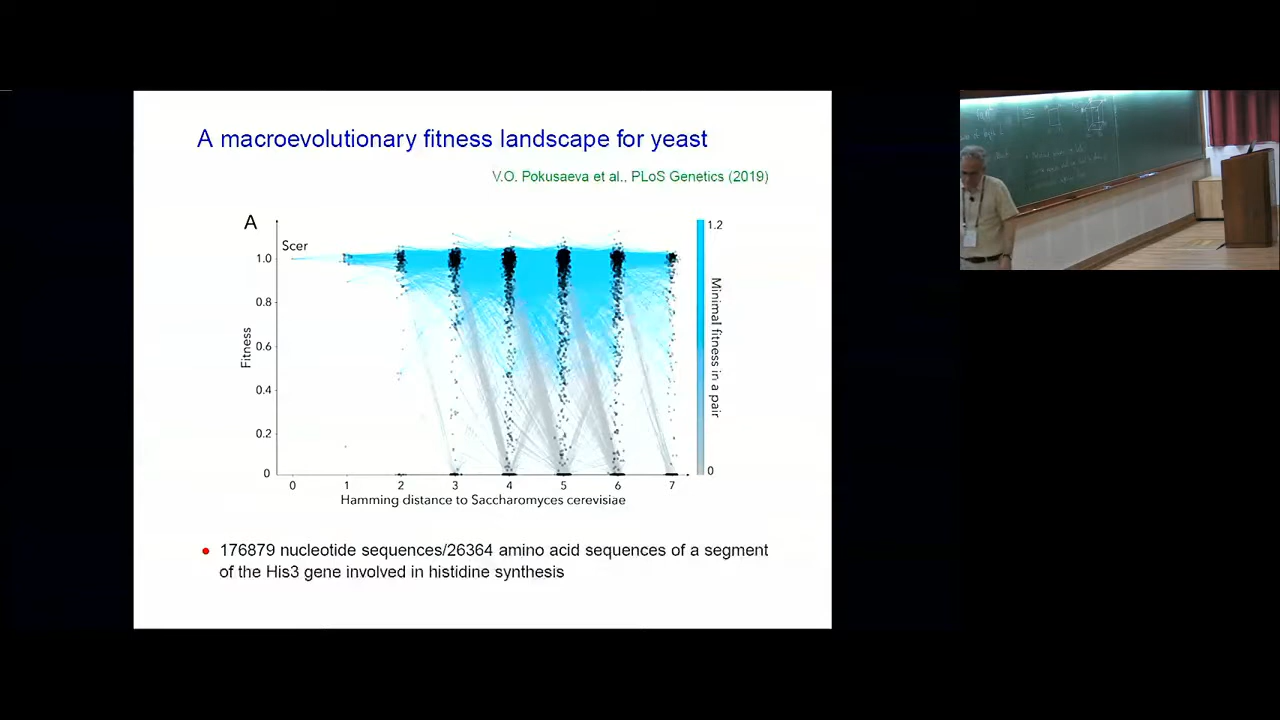 A macroevolutionary fitness landscape for yeast
V.O. Pokusaeva et al., PLoS Genetics (2019)
A
Scer
1.0
0.8
0.6
0.4
0.2
0
Fitness
0 1 2 3 4 5 6 7
Hamming distance to Saccharomyces cerevisiae
1.2
Minimal fitness in a pair
0
• 176879 nucleotide sequences/26364 amino acid sequences of a segment
of the His3 gene involved in histidine synthesis